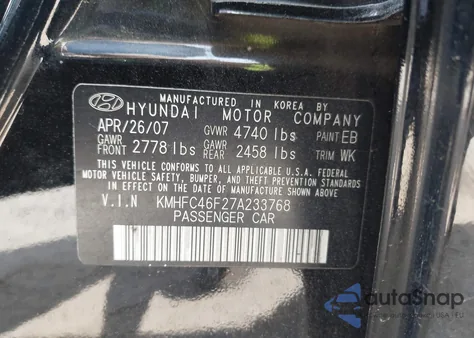 MANUFACTURED IN KOREA BY
HYUNDAI MOTOR COMPANY
APR/26/07 GVWR 4740 lbs PAINT EB
GAWR FRONT 2778 lbs GAWR REAR 2458 lbs TRIM WK
THIS VEHICLE CONFORMS TO ALL APPLICABLE FEDERAL
MOTOR VEHICLE SAFETY, BUMPER, AND THEFT PREVENTION
STANDARDS IN EFFECT ON THE DATE OF MANUFACTURE SHOWN ABOVE
V.I.N KMHFC46F27A233768
PASSENGER CAR
autoSnap